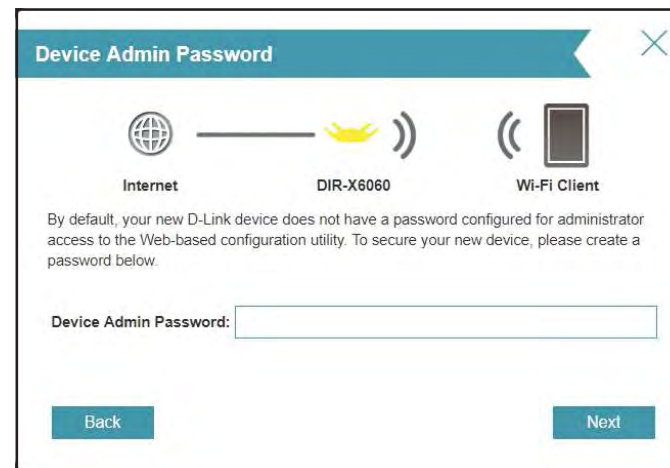 Device Admin Password
Internet
DIR-X6060
Wi-Fi Client
By default, your new D-Link device does not have a password configured for administrator
access to the Web-based configuration utility. To secure your new device, please create a
password below.
Device Admin Password:
Back
Next